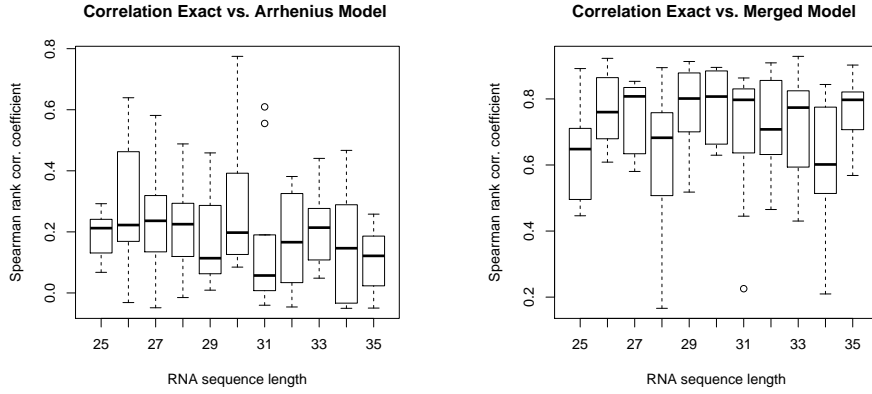 Correlation Exact vs. Arrhenius Model
Spearman rank corr. coefficient
0.8
0.6
0.4
0.2
0.0
25 27 29 31 33 35
RNA sequence length
Correlation Exact vs. Merged Model
Spearman rank corr. coefficient
0.8
0.6
0.4
0.2
25 27 29 31 33 35
RNA sequence length